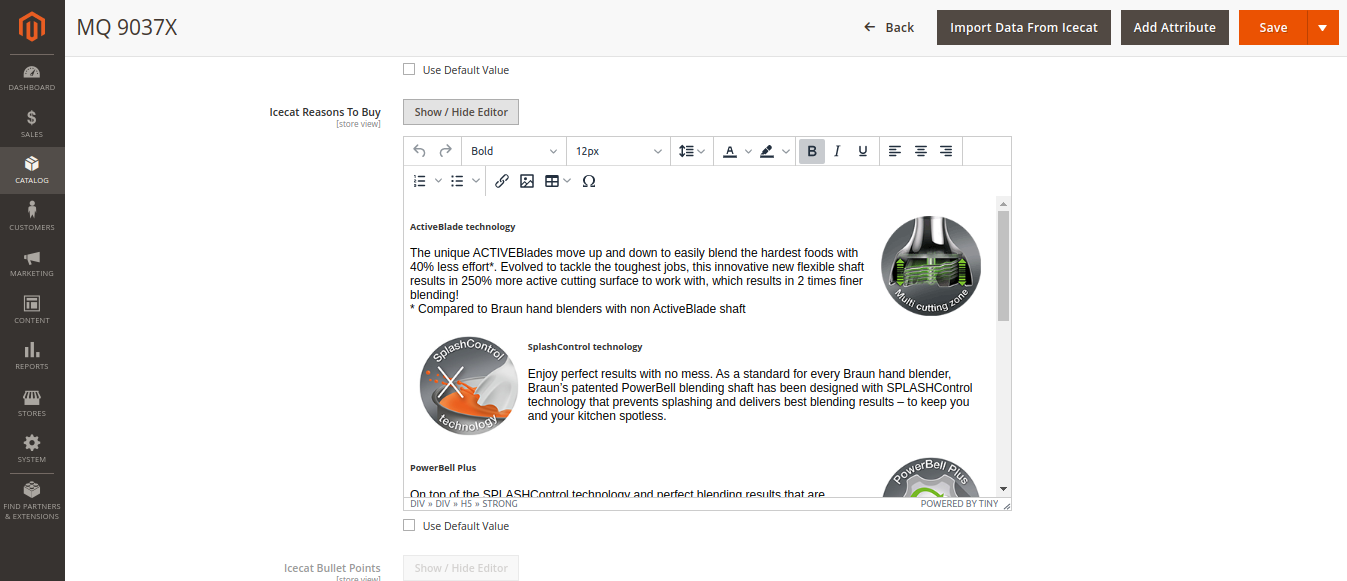 MQ 9037X
Back
Import Data From Icecat
Add Attribute
Save
DASHBOARD
SALES
CATALOG
CUSTOMERS
MARKETING
CONTENT
REPORTS
STORES
SYSTEM
FIND PARTNERS
& EXTENSIONS
Use Default Value
Icecat Reasons To Buy
[store view]
Show / Hide Editor
Bold
12px
A
B
I
U
Ω
ActiveBlade technology
The unique ACTIVEBlades move up and down to easily blend the hardest foods with
40% less effort*. Evolved to tackle the toughest jobs, this innovative new flexible shaft
results in 250% more active cutting surface to work with, which results in 2 times finer
blending!
* Compared to Braun hand blenders with non ActiveBlade shaft
Multi cutting zone
SplashControl
technology
SplashControl technology
Enjoy perfect results with no mess. As a standard for every Braun hand blender,
Braun's patented PowerBell blending shaft has been designed with SPLASHControl
technology that prevents splashing and delivers best blending results – to keep you
and your kitchen spotless.
PowerBell Plus
On top of the SPLASHControl technology and perfect blending results that are
PowerBell Plus
DIV » DIV » H5 » STRONG
POWERED BY TINY
Use Default Value
Icecat Bullet Points
[store view]
Show / Hide Editor